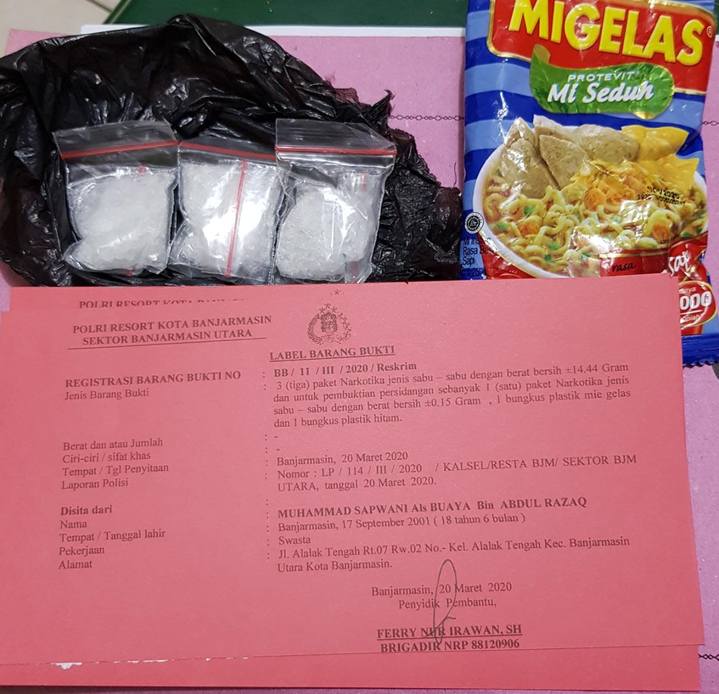 MIGELAS
PROTEVIT
Mi Seduh
Rasa
Sapi
rasa
POLRI RESORT KOTA
POLRI RESORT KOTA BANJARMASIN
SEKTOR BANJARMASIN UTARA
LABEL BARANG BUKTI
REGISTRASI BARANG BUKTI NO : BB / 11 / III / 2020 / Reskrim
Jenis Barang Bukti : 3 (tiga) paket Narkotika jenis sabu – sabu dengan berat bersih ±14.44 Gram
dan untuk pembuktian persidangan sebanyak 1 (satu) paket Narkotika jenis
sabu – sabu dengan berat bersih ±0.15 Gram , 1 bungkus plastik mie gelas
dan 1 bungkus plastik hitam.
Berat dan atau Jumlah : -
Ciri-ciri / sifat khas : -
Tempat / Tgl Penyitaan : Banjarmasin, 20 Maret 2020
Laporan Polisi : Nomor : LP / 114 / III / 2020 / KALSEL/RESTA BJM/ SEKTOR BJM
UTARA, tanggal 20 Maret 2020.
Disita dari
Nama : MUHAMMAD SAPWANI Als BUAYA Bin ABDUL RAZAQ
Tempat / Tanggal lahir : Banjarmasin, 17 September 2001 ( 18 tahun 6 bulan )
Pekerjaan : Swasta
Alamat : Jl. Alalak Tengah Rt.07 Rw.02 No.- Kel. Alalak Tengah Kec. Banjarmasin
Utara Kota Banjarmasin.
Banjarmasin, 20 Maret 2020
Penyidik Pembantu,
FERRY NUR IRAWAN, SH
BRIGADIR NRP 88120906